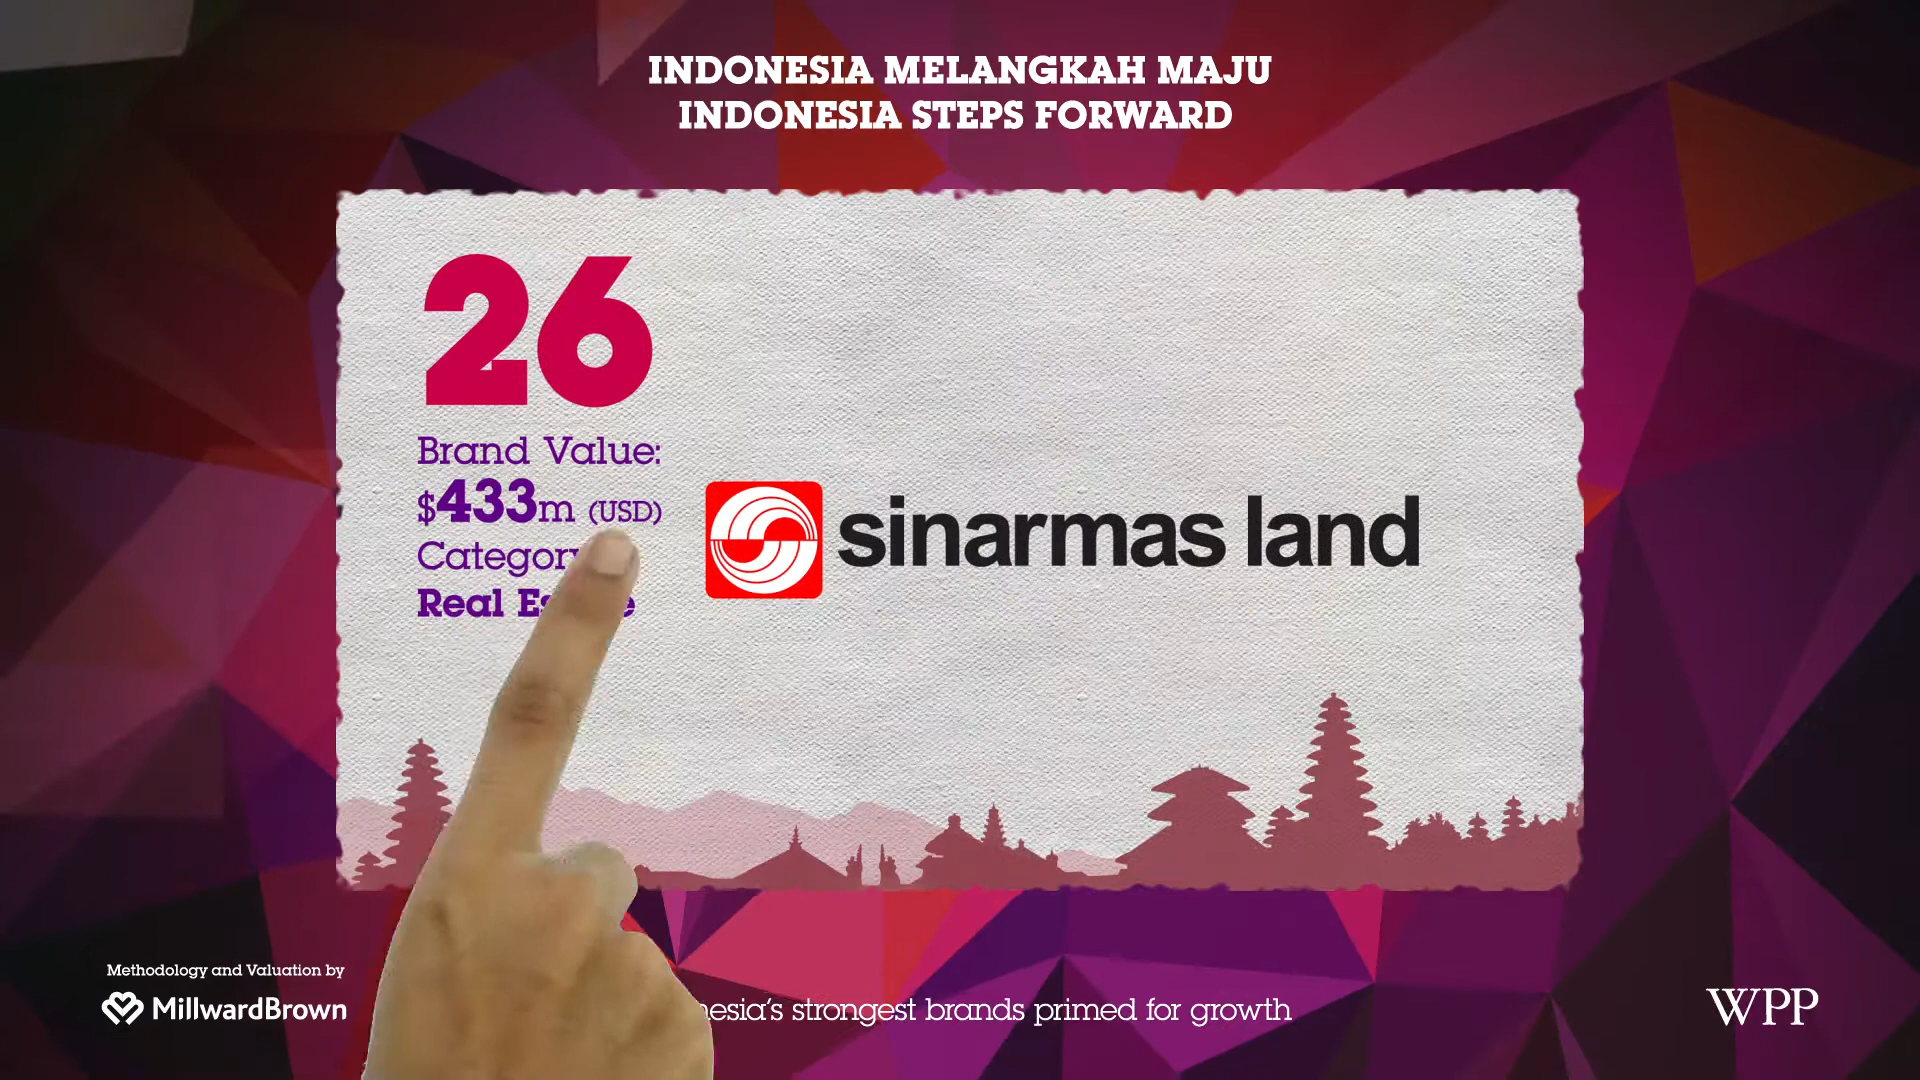 INDONESIA MELANGKAH MAJU
INDONESIA STEPS FORWARD
26
Brand Value:
$433m (USD)
Real
sinarmas land
Methodology and Valuation by
MillwardBrown
strongest brands primed for growth
WPP